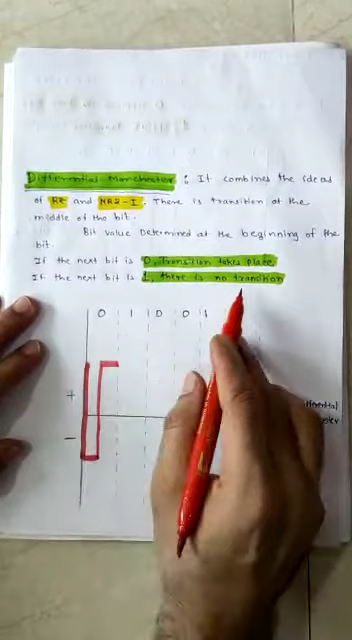 Differential Manchester : It combines the ideas
of RZ and NRZ-I. There is transition at the
middle of the bit.
Bit value determined at the beginning of the
bit.
If the next bit is 0, transition takes place
If the next bit is 1, there is no transition
0 1 0 0 1
+
-